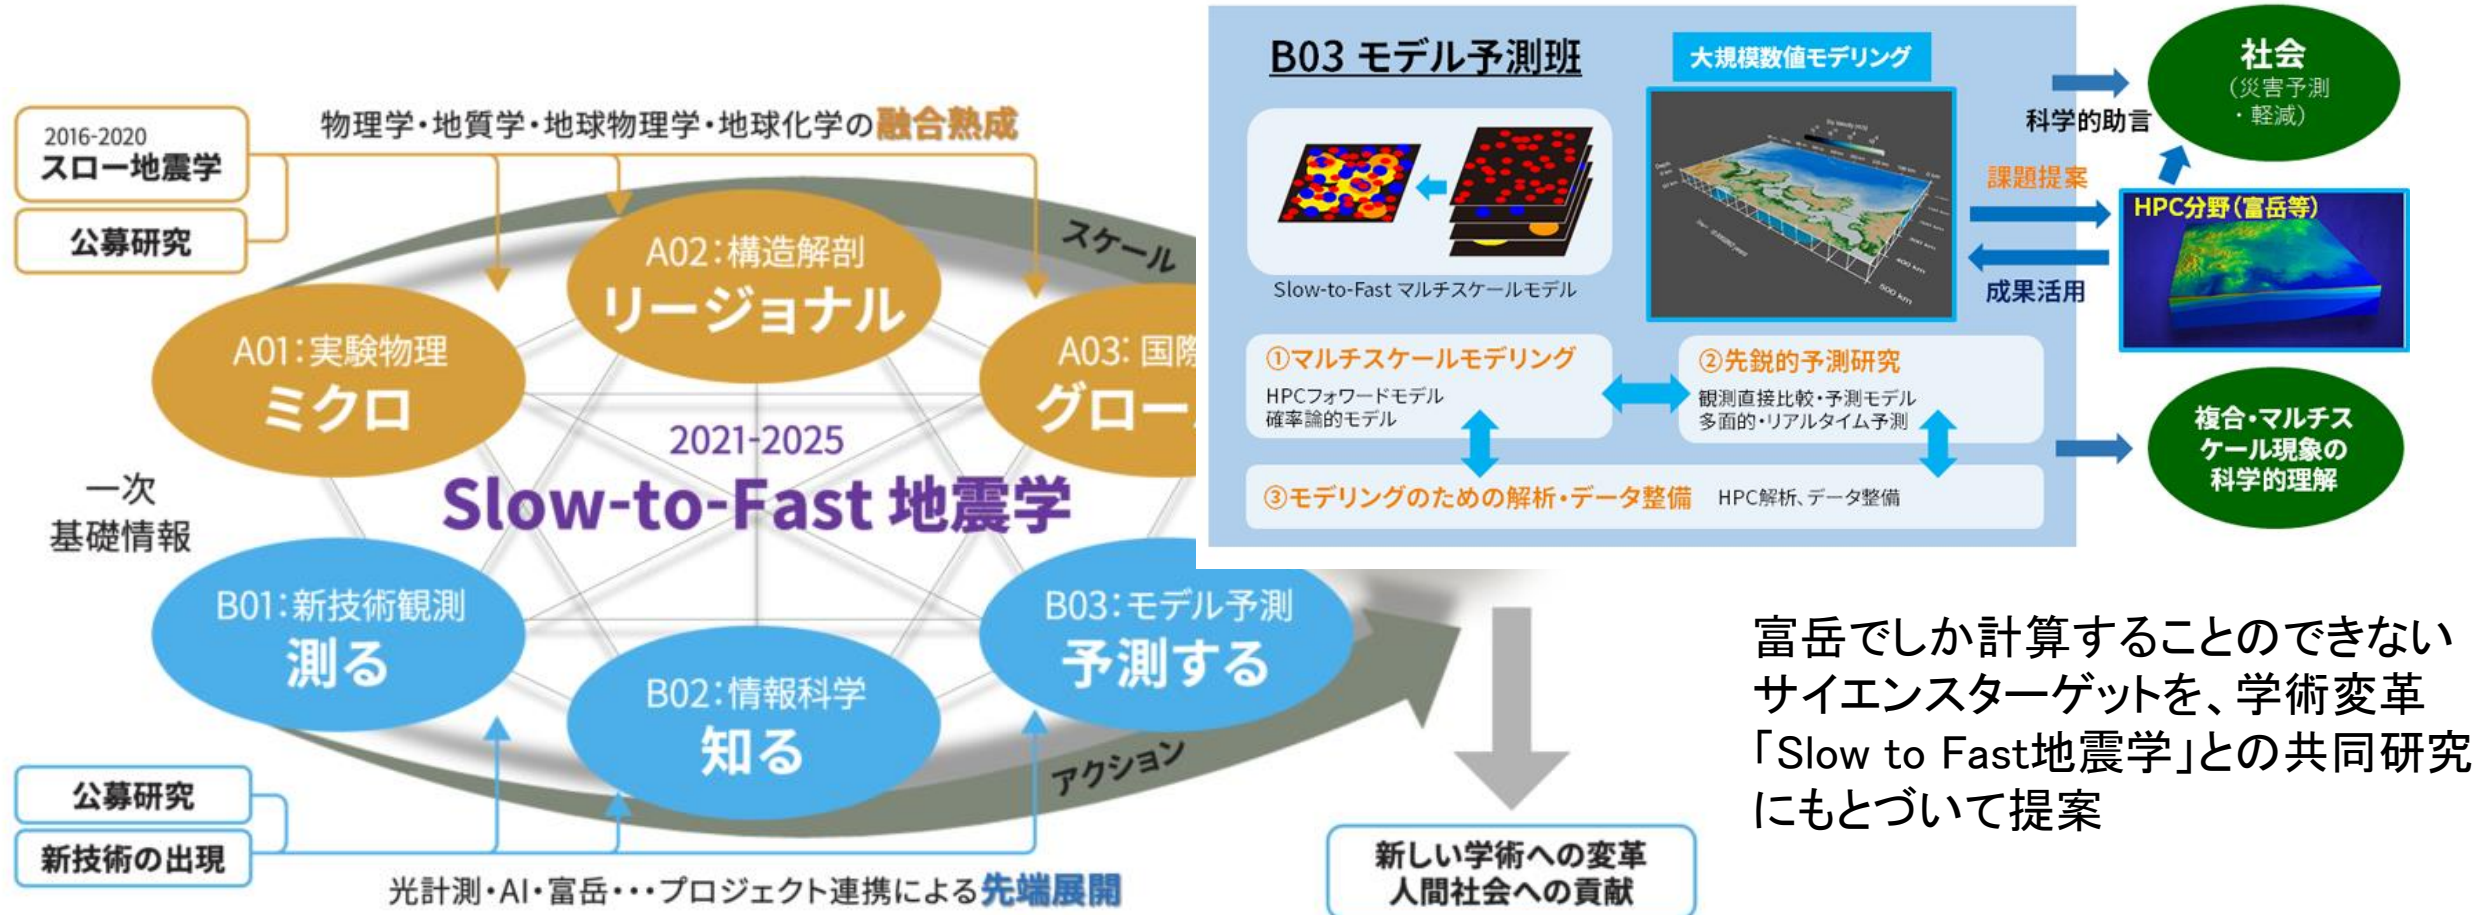 2016-2020
スロー地震学
公募研究
物理学・地質学・地球物理学・地球化学の融合熟成
スケール
A02：構造解剖
リージョナル
A01：実験物理
ミクロ
A03：国際
グロー
2021-2025
Slow-to-Fast 地震学
一次
基礎情報
B01：新技術観測
測る
B02：情報科学
知る
B03：モデル予測
予測する
アクション
公募研究
新技術の出現
光計測・AI・富岳・・・プロジェクト連携による先端展開
新しい学術への変革
人間社会への貢献
B03 モデル予測班
大規模数値モデリング
Slow-to-Fast マルチスケールモデル
400 km
500 km
①マルチスケールモデリング
HPCフォワードモデル
確率論的モデル
②先鋭的予測研究
観測直接比較・予測モデル
多面的・リアルタイム予測
③モデリングのための解析・データ整備 HPC解析、データ整備
社会
（災害予測
・軽減）
科学的助言
課題提案
成果活用
HPC分野（富岳等）
複合・マルチス
ケール現象の
科学的理解
富岳でしか計算することのできない
サイエンスターゲットを、学術変革
「Slow to Fast地震学」との共同研究
にもとづいて提案